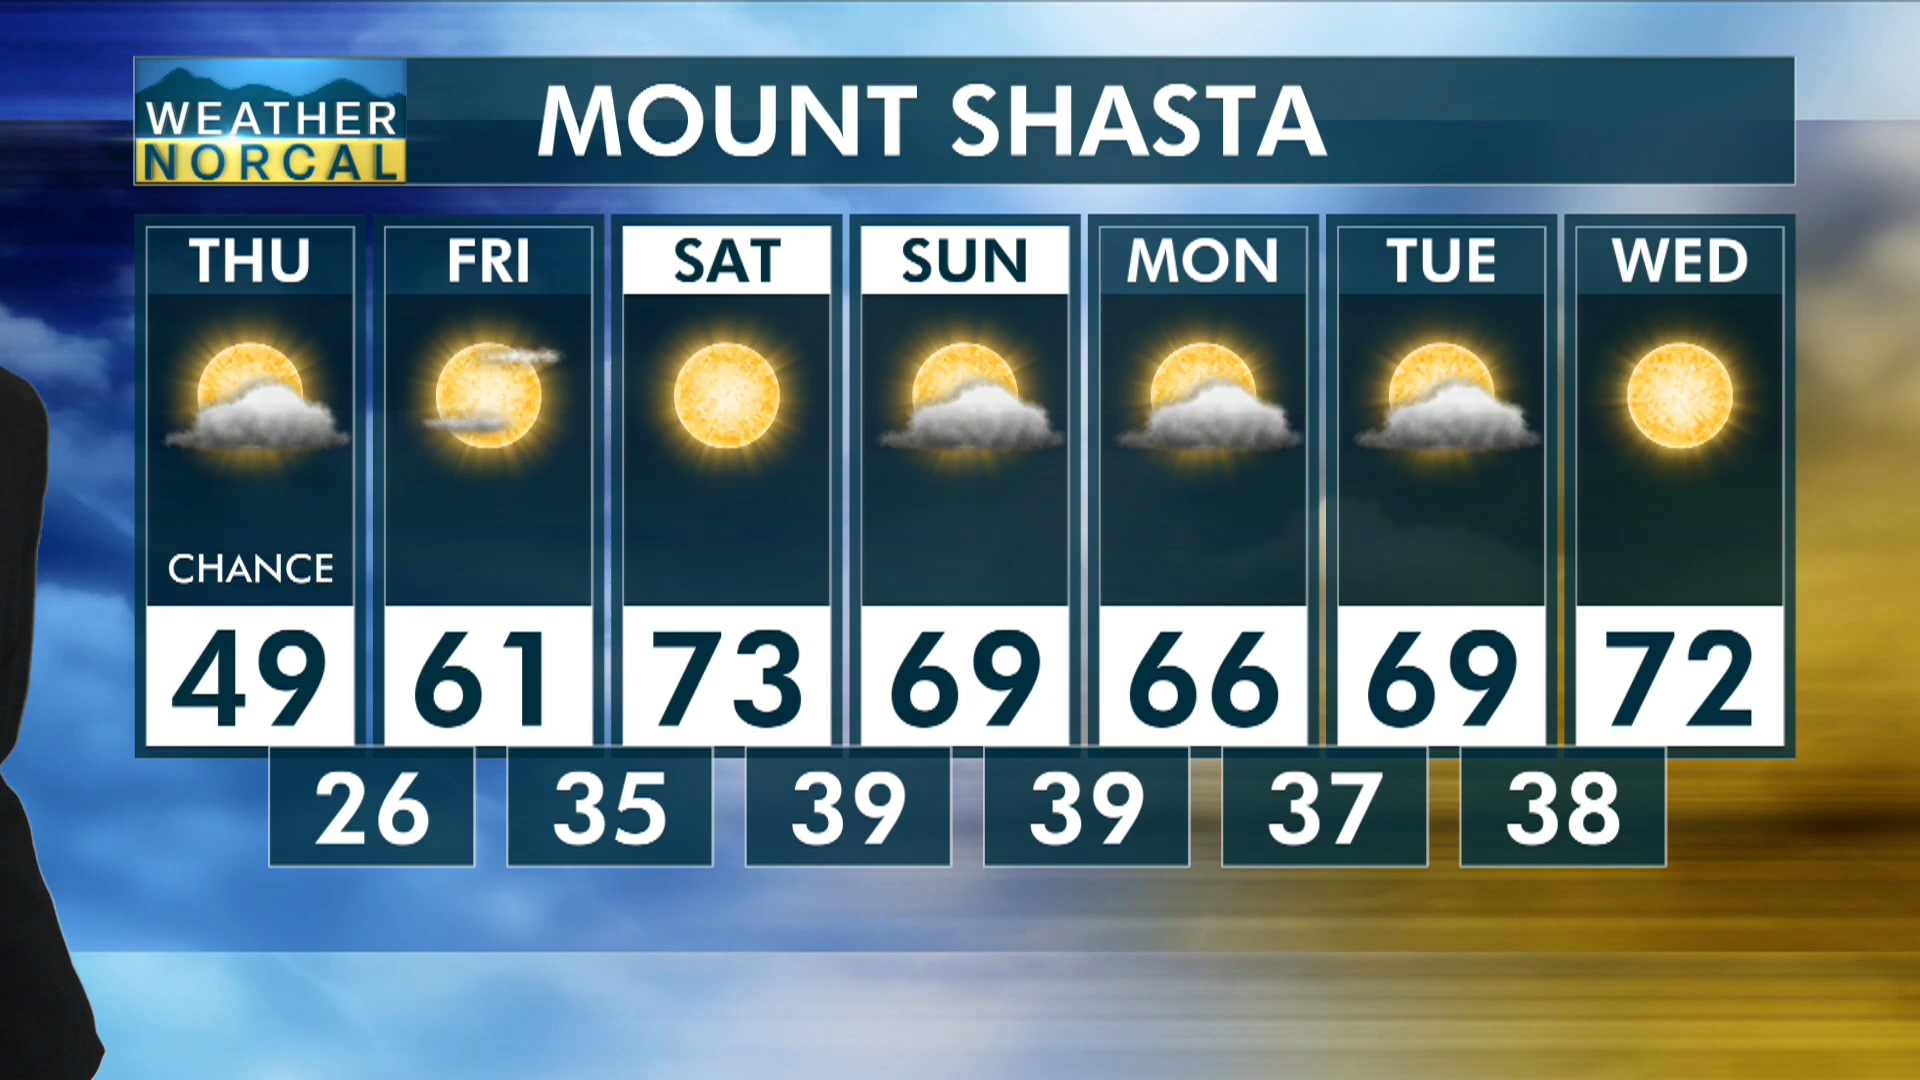 WEATHER
NORCAL
MOUNT SHASTA
THU FRI SAT SUN MON TUE WED
CHANCE
49 61 73 69 66 69 72
26 35 39 39 37 38